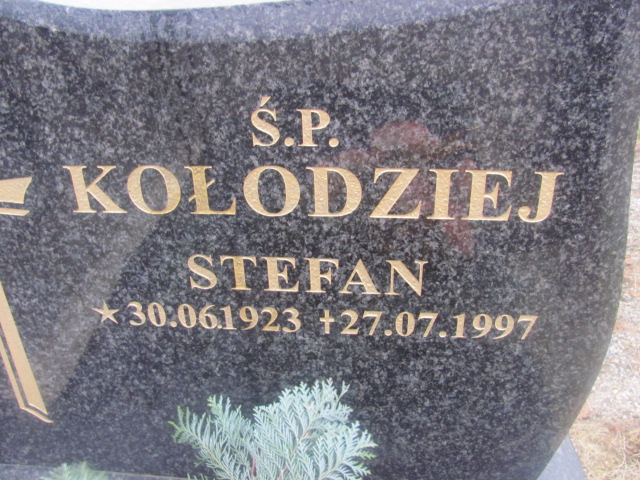 Ś.P.
KOŁODZIEJ
STEFAN
★30.06.1923 ✝27.07.1997